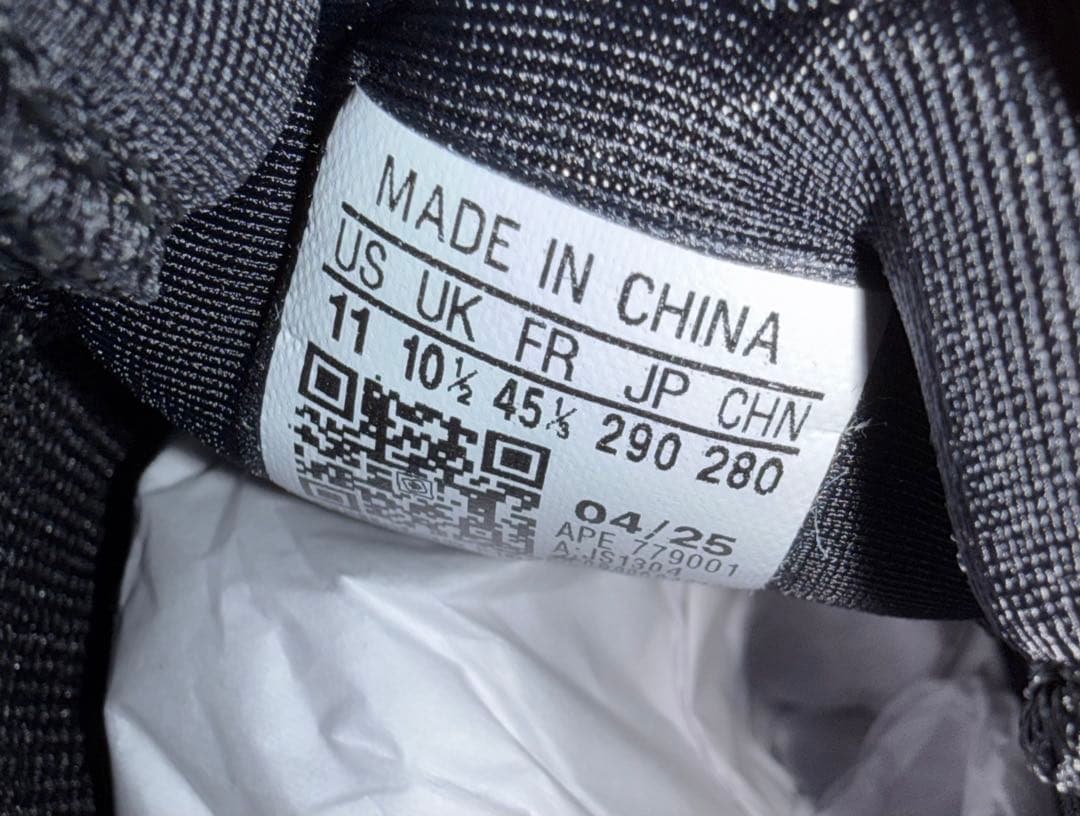 MADE IN CHINA
US UK FR JP CHN
11 10½ 45⅓ 290 280
04/25
APE 779001
A:JS1304